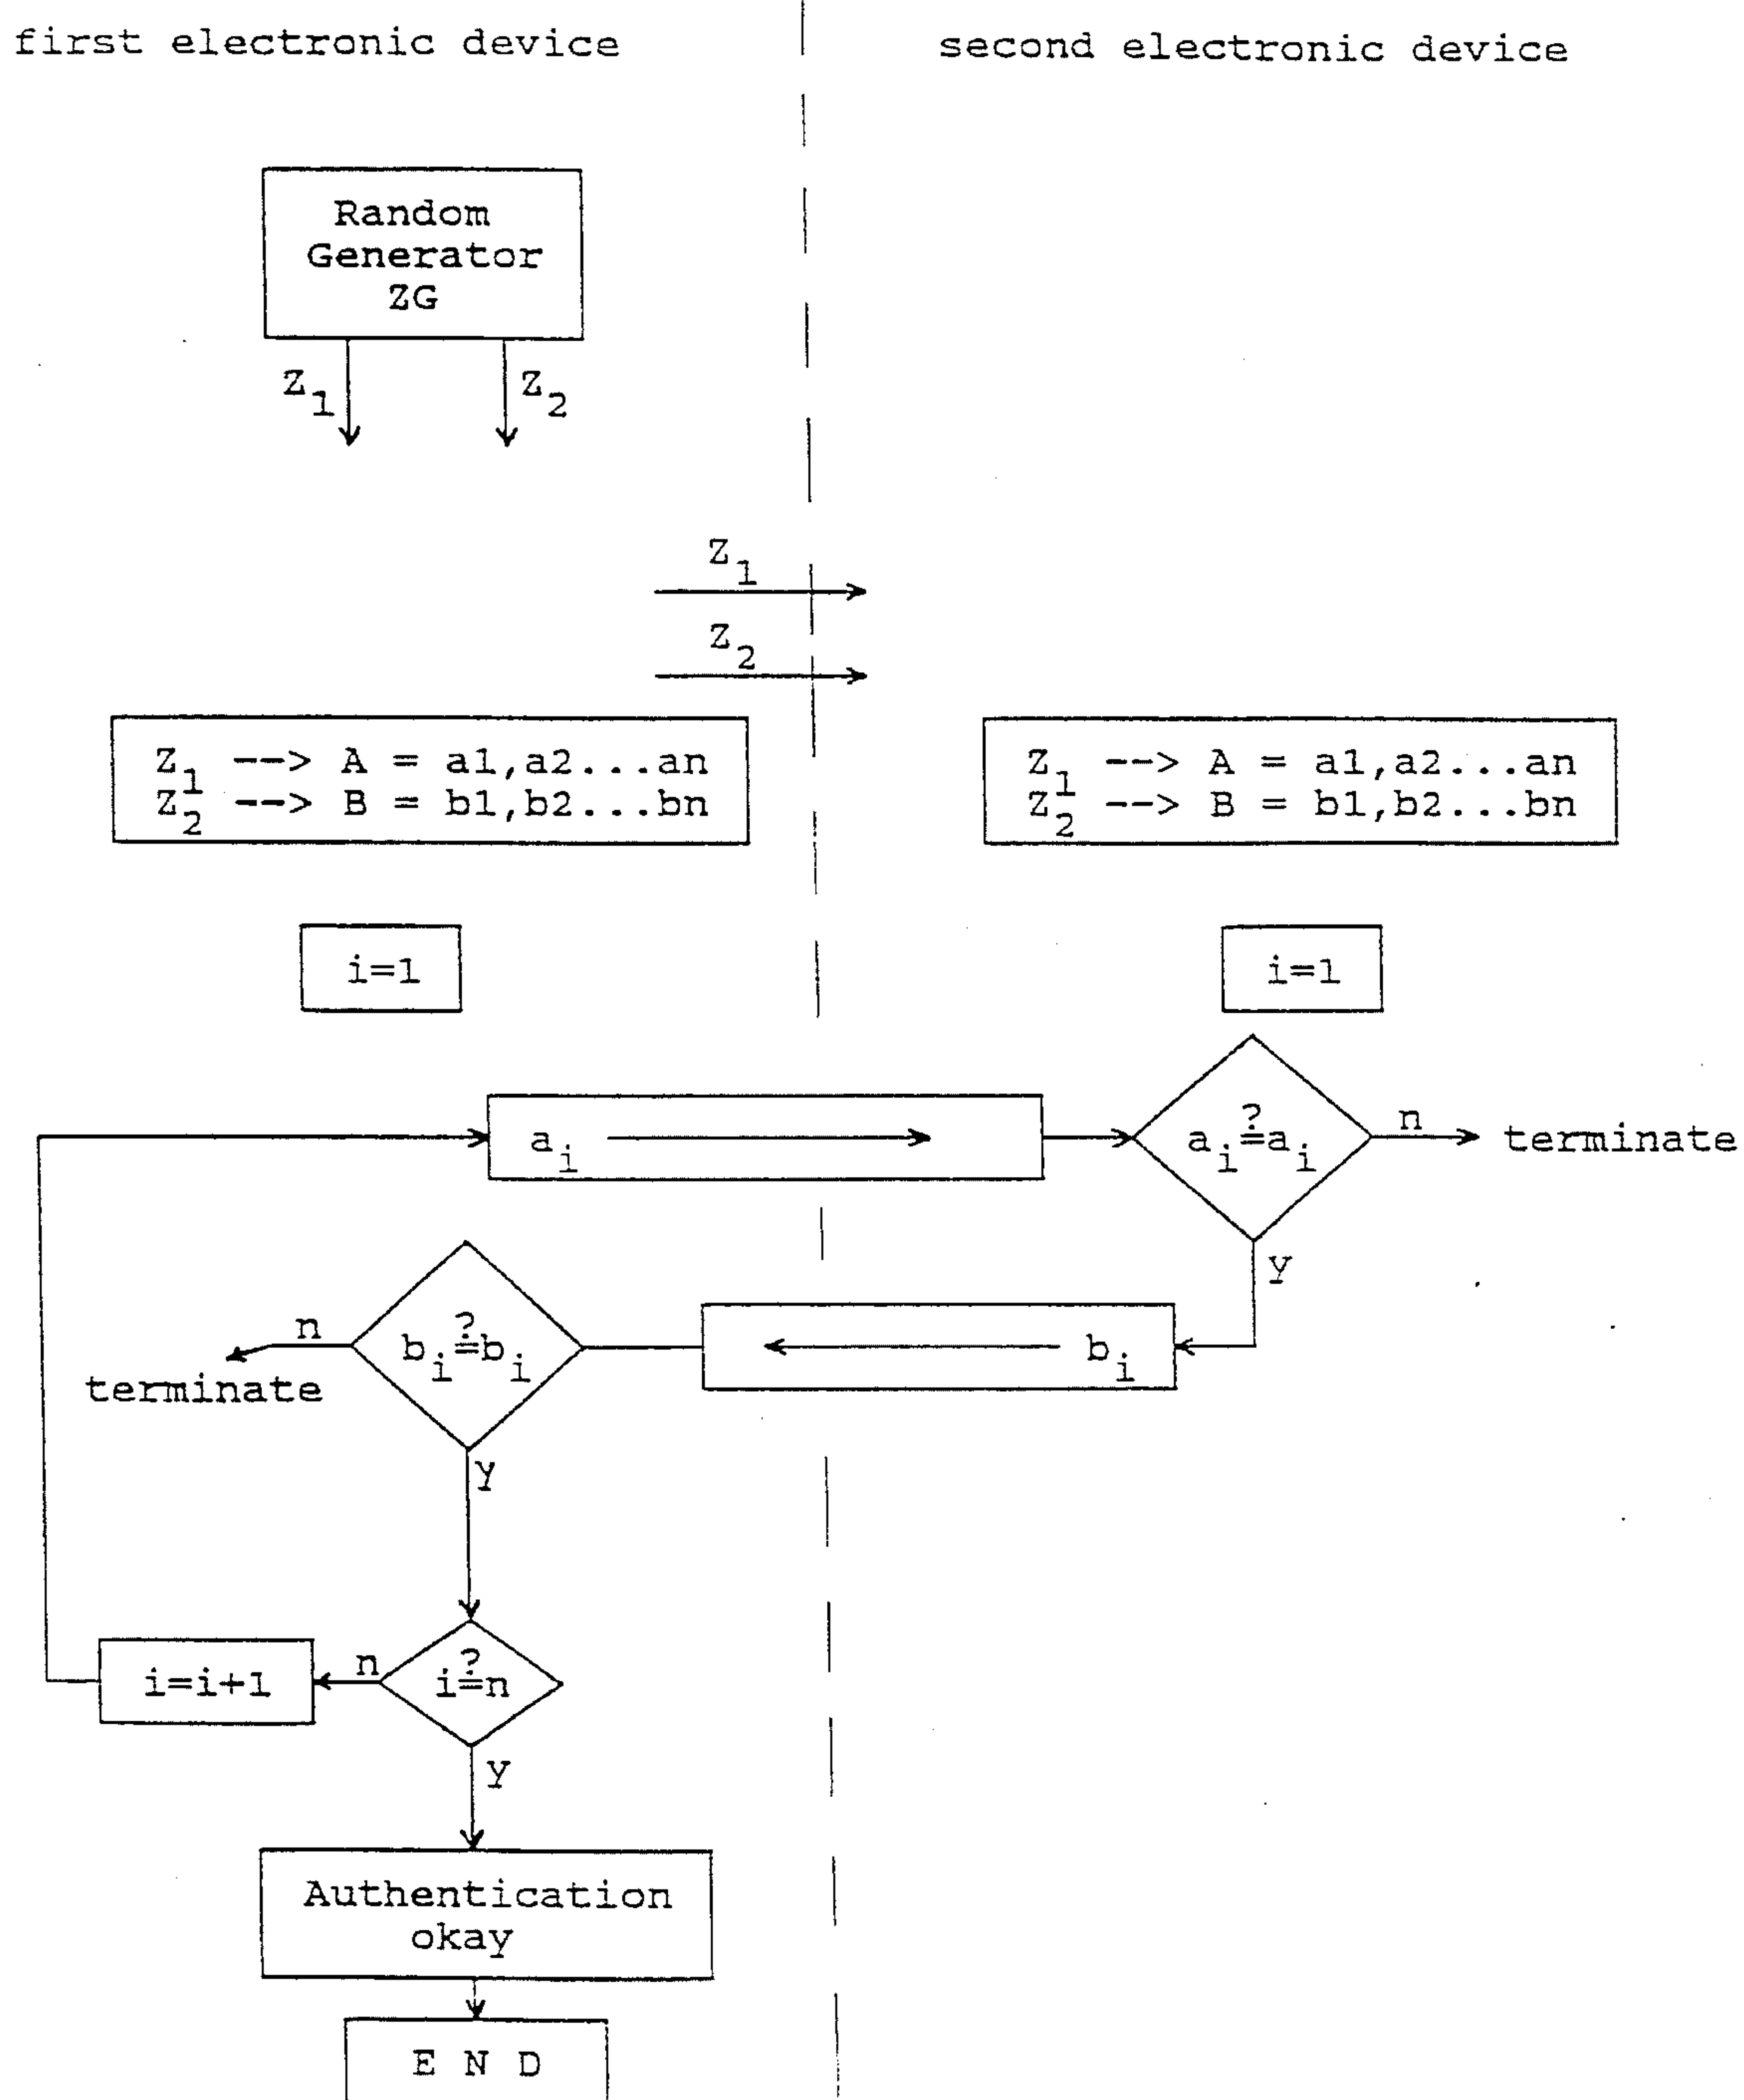 first electronic device
second electronic device
Random
Generator
ZG
Z1
Z2
Z1
Z2
Z1 --> A = a1,a2...an
Z2 --> B = b1,b2...bn
Z1 --> A = a1,a2...an
Z2 --> B = b1,b2...bn
i=1
i=1
ai
ai=?ai
n
terminate
y
bi
bi=?bi
n
terminate
y
i=?n
n
i=i+1
y
Authentication
okay
E N D